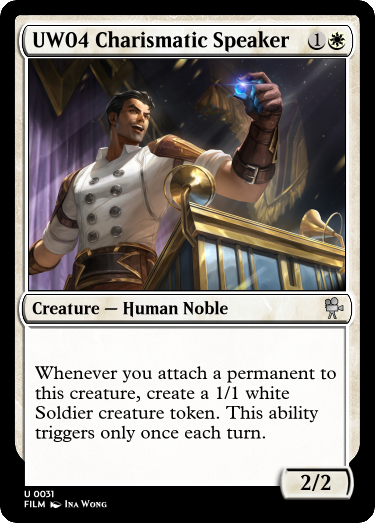 UW04 Charismatic Speaker 1
Creature — Human Noble
Whenever you attach a permanent to
this creature, create a 1/1 white
Soldier creature token. This ability
triggers only once each turn.
2/2
U 0031
FILM Ina Wong